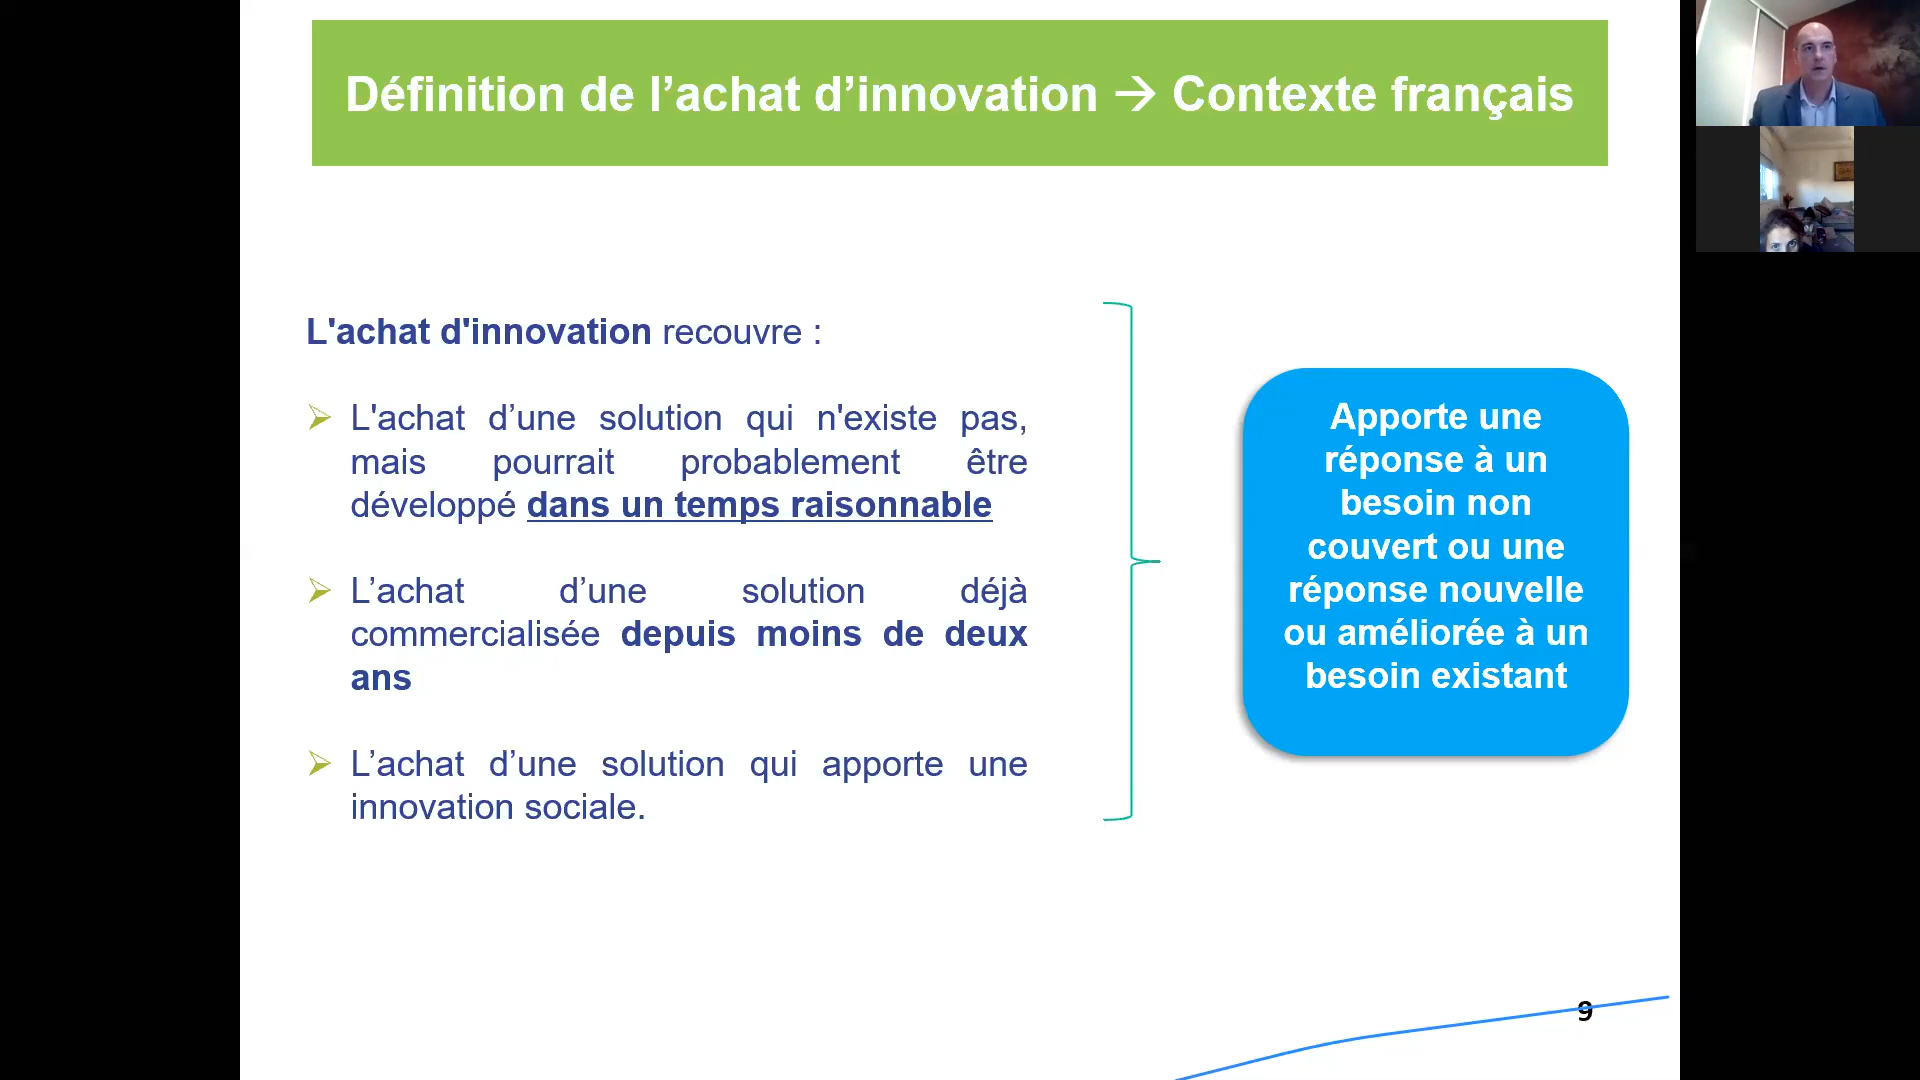 Définition de l’achat d’innovation → Contexte français
L'achat d'innovation recouvre :
➢ L'achat d’une solution qui n'existe pas,
mais pourrait probablement être
développé dans un temps raisonnable
➢ L’achat d’une solution déjà
commercialisée depuis moins de deux
ans
➢ L’achat d’une solution qui apporte une
innovation sociale.
Apporte une
réponse à un
besoin non
couvert ou une
réponse nouvelle
ou améliorée à un
besoin existant
9